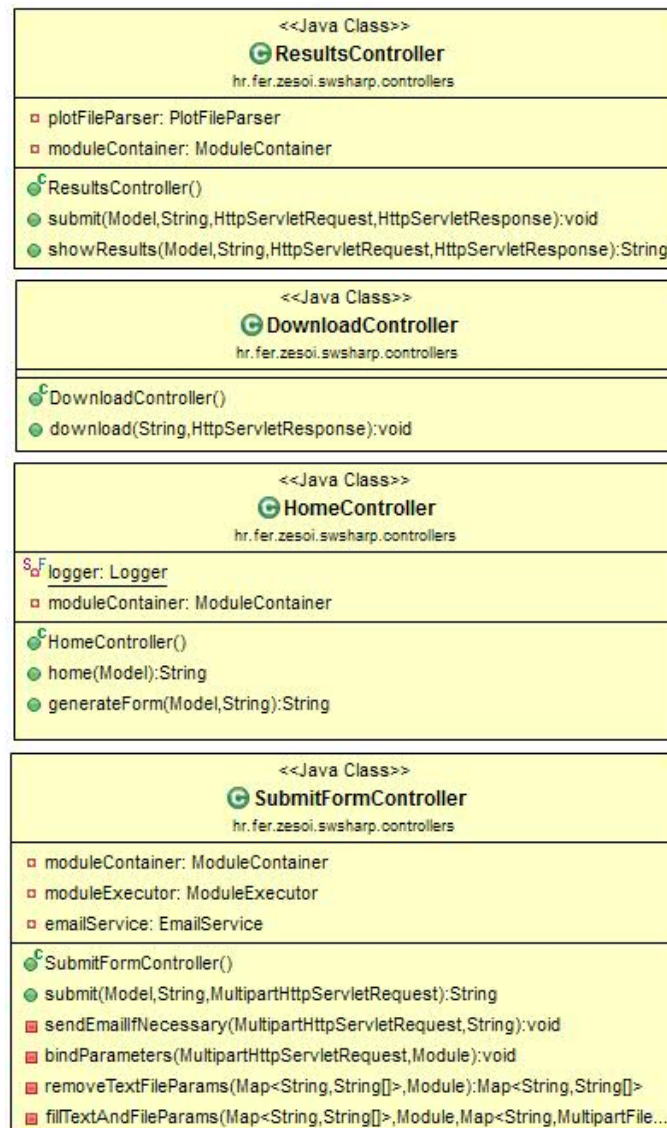 <<Java Class>>
ResultsController
hr.fer.zesoi.swsharp.controllers
plotFileParser: PlotFileParser
moduleContainer: ModuleContainer
ResultsController()
submit(Model,String,HttpServletRequest,HttpServletResponse):void
showResults(Model,String,HttpServletRequest,HttpServletResponse):String
<<Java Class>>
DownloadController
hr.fer.zesoi.swsharp.controllers
DownloadController()
download(String,HttpServletResponse):void
<<Java Class>>
HomeController
hr.fer.zesoi.swsharp.controllers
logger: Logger
moduleContainer: ModuleContainer
HomeController()
home(Model):String
generateForm(Model,String):String
<<Java Class>>
SubmitFormController
hr.fer.zesoi.swsharp.controllers
moduleContainer: ModuleContainer
moduleExecutor: ModuleExecutor
emailService: EmailService
SubmitFormController()
submit(Model,String,MultipartHttpServletRequest):String
sendEmailIfNecessary(MultipartHttpServletRequest,String):void
bindParameters(MultipartHttpServletRequest,Module):void
removeTextFileParams(Map<String,String[]>,Module):Map<String,String[]>
fillTextAndFileParams(Map<String,String[]>,Module,Map<String,MultipartFile...